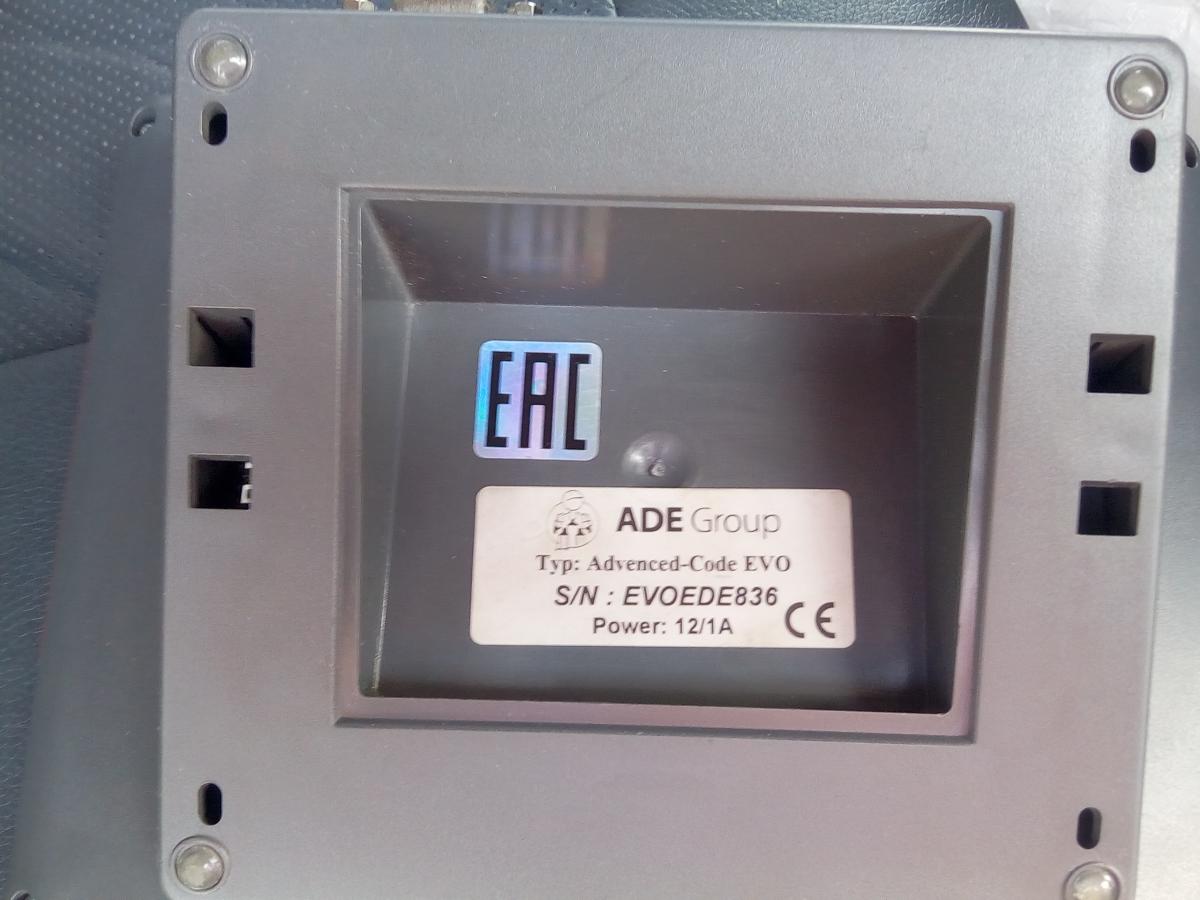 EAC
ADE Group
Typ: Advenced-Code EVO
S/N : EVOEDE836
Power: 12/1A
CE